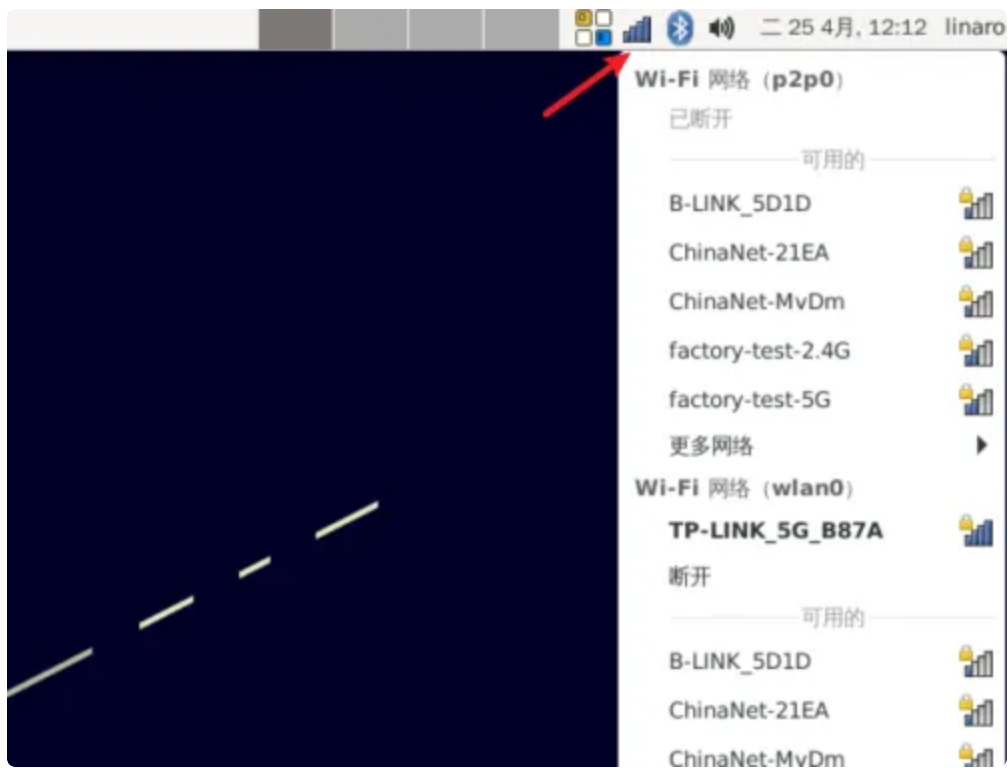 二 25 4月, 12:12 linaro
Wi-Fi 网络（p2p0）
已断开
可用的
B-LINK_5D1D
ChinaNet-21EA
ChinaNet-MvDm
factory-test-2.4G
factory-test-5G
更多网络
Wi-Fi 网络（wlan0）
TP-LINK_5G_B87A
断开
可用的
B-LINK_5D1D
ChinaNet-21EA
ChinaNet-MvDm